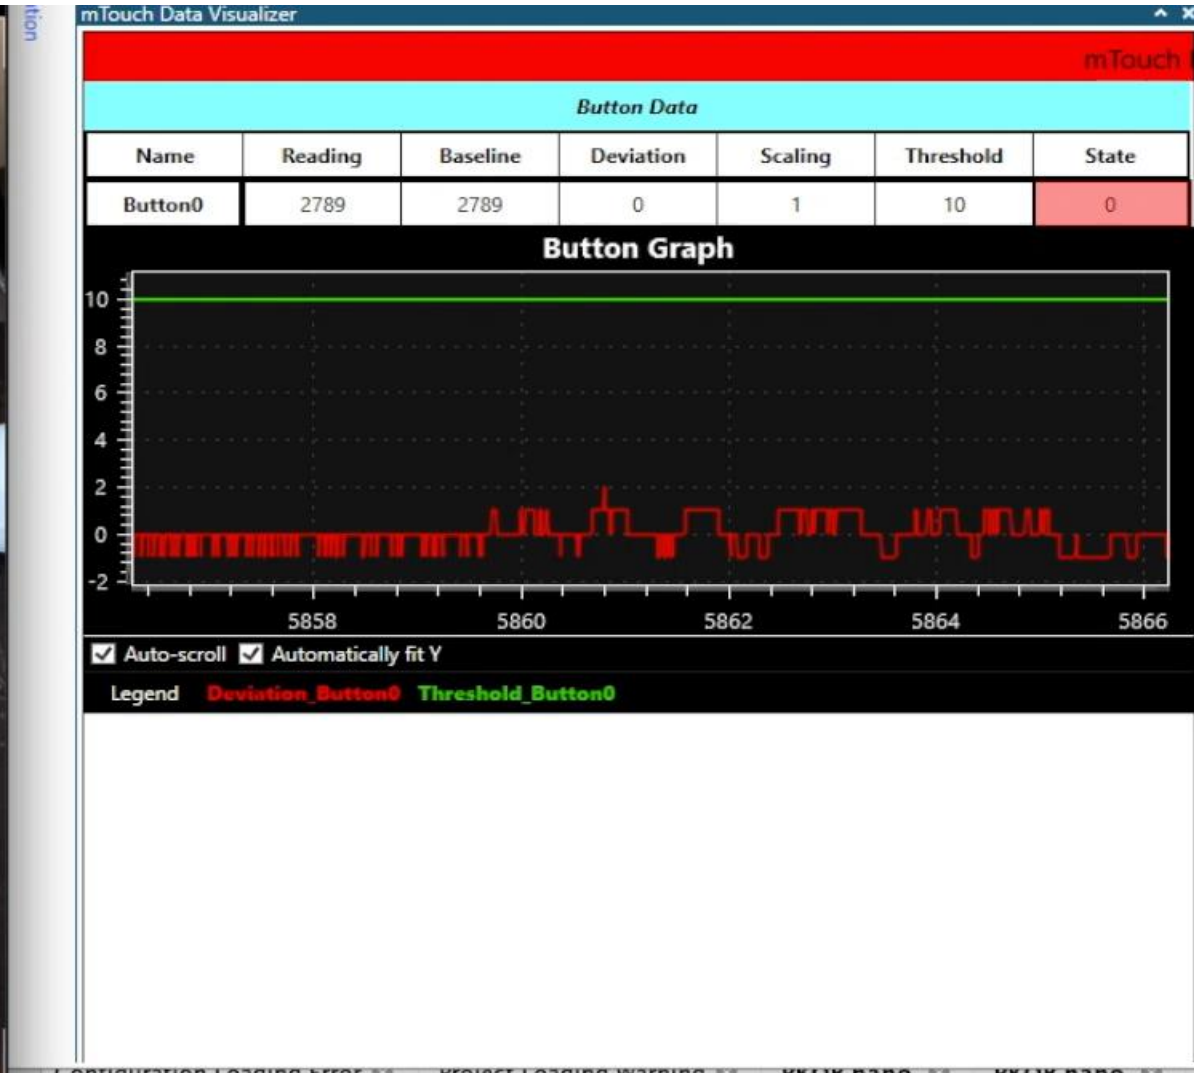 mTouch Data Visualizer
mTouch
Button Data
Name Reading Baseline Deviation Scaling Threshold State
Button0 2789 2789 0 1 10 0
Button Graph
10
8
6
4
2
0
-2
5858 5860 5862 5864 5866
Auto-scroll Automatically fit Y
Legend Deviation_Button0 Threshold_Button0